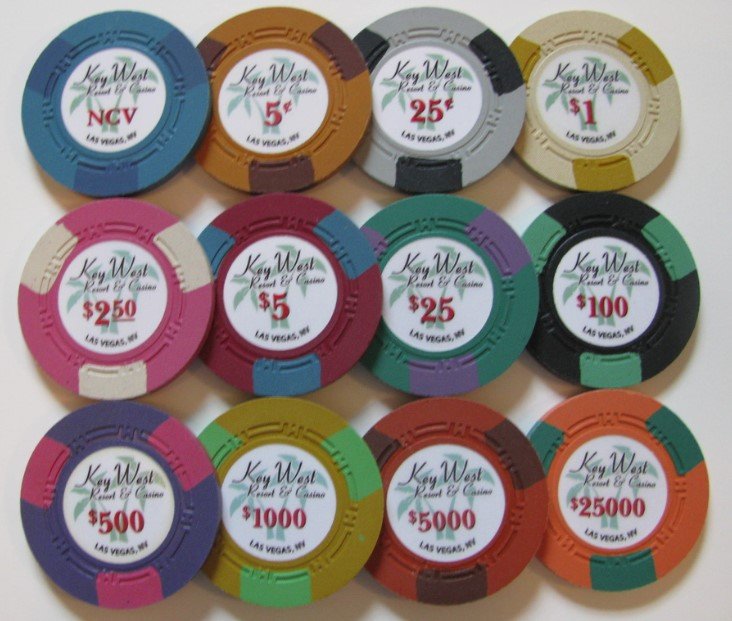 Key West
Resort & Casino
NCV
LAS VEGAS, NV
Key West
Resort & Casino
5¢
LAS VEGAS, NV
Key West
Resort & Casino
25¢
LAS VEGAS, NV
Key West
Resort & Casino
$1
LAS VEGAS, NV
Key West
Resort & Casino
$2.50
LAS VEGAS, NV
Key West
Resort & Casino
$5
LAS VEGAS, NV
Key West
Resort & Casino
$25
LAS VEGAS, NV
Key West
Resort & Casino
$100
LAS VEGAS, NV
Key West
Resort & Casino
$500
LAS VEGAS, NV
Key West
Resort & Casino
$1000
LAS VEGAS, NV
Key West
Resort & Casino
$5000
LAS VEGAS, NV
Key West
Resort & Casino
$25000
LAS VEGAS, NV